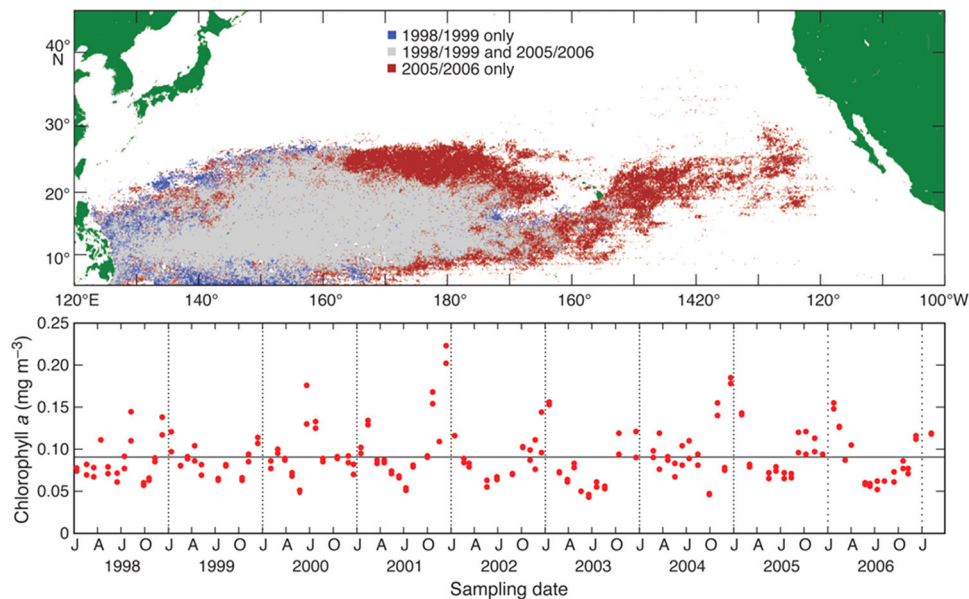 40°
N
30°
20°
10°
1998/1999 only
1998/1999 and 2005/2006
2005/2006 only
120°E 140° 160° 180° 160° 1420° 120° 100°W
Chlorophyll a (mg m−3)
0.25
0.20
0.15
0.10
0.05
0
J A J O J A J O J A J O J A J O J A J O J A J O J A J O J A J O J A J O J
1998 1999 2000 2001 2002 2003 2004 2005 2006
Sampling date